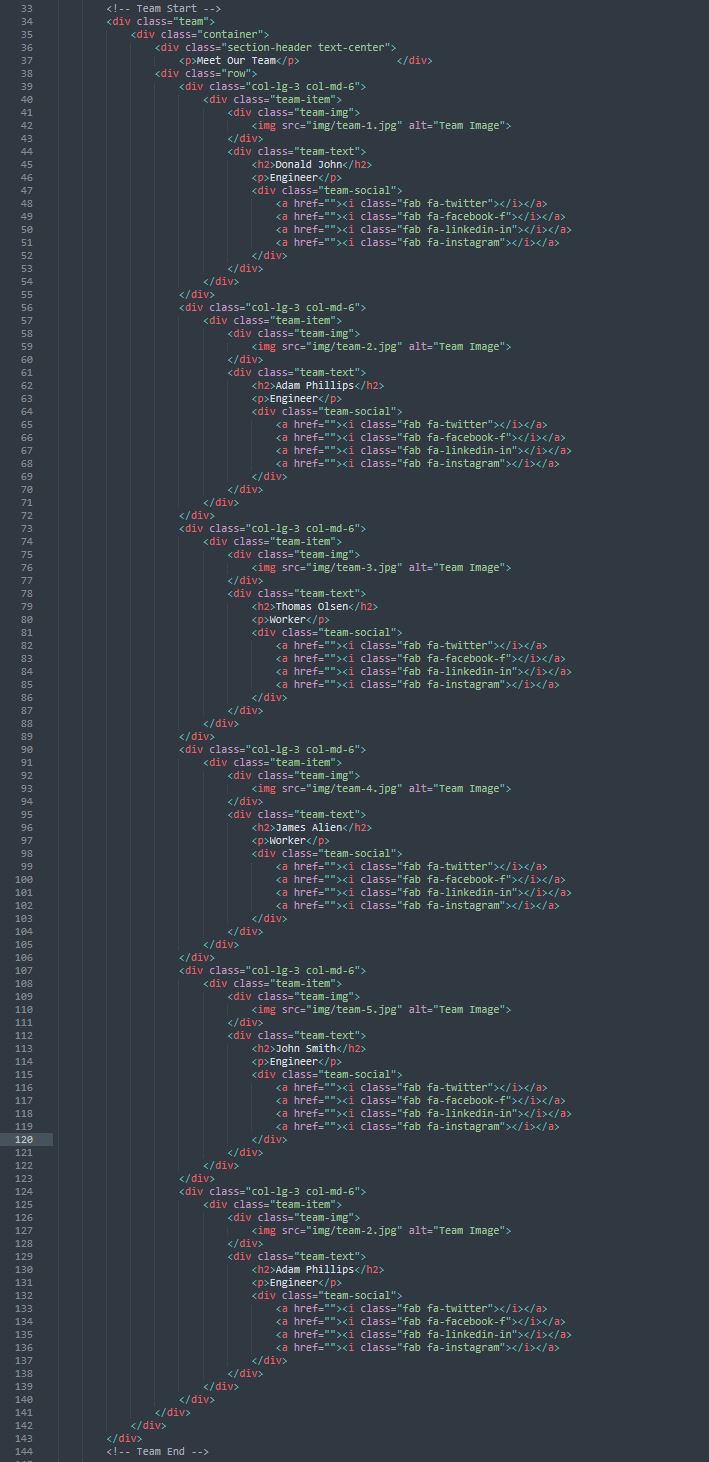 33 <!-- Team Start -->
34 <div class="team">
35 <div class="container">
36 <div class="section-header text-center">
37 <p>Meet Our Team</p> </div>
38 <div class="row">
39 <div class="col-lg-3 col-md-6">
40 <div class="team-item">
41 <div class="team-img">
42 <img src="img/team-1.jpg" alt="Team Image">
43 </div>
44 <div class="team-text">
45 <h2>Donald John</h2>
46 <p>Engineer</p>
47 <div class="team-social">
48 <a href=""><i class="fab fa-twitter"></i></a>
49 <a href=""><i class="fab fa-facebook-f"></i></a>
50 <a href=""><i class="fab fa-linkedin-in"></i></a>
51 <a href=""><i class="fab fa-instagram"></i></a>
52 </div>
53 </div>
54 </div>
55 </div>
56 <div class="col-lg-3 col-md-6">
57 <div class="team-item">
58 <div class="team-img">
59 <img src="img/team-2.jpg" alt="Team Image">
60 </div>
61 <div class="team-text">
62 <h2>Adam Phillips</h2>
63 <p>Engineer</p>
64 <div class="team-social">
65 <a href=""><i class="fab fa-twitter"></i></a>
66 <a href=""><i class="fab fa-facebook-f"></i></a>
67 <a href=""><i class="fab fa-linkedin-in"></i></a>
68 <a href=""><i class="fab fa-instagram"></i></a>
69 </div>
70 </div>
71 </div>
72 </div>
73 <div class="col-lg-3 col-md-6">
74 <div class="team-item">
75 <div class="team-img">
76 <img src="img/team-3.jpg" alt="Team Image">
77 </div>
78 <div class="team-text">
79 <h2>Thomas Olsen</h2>
80 <p>Worker</p>
81 <div class="team-social">
82 <a href=""><i class="fab fa-twitter"></i></a>
83 <a href=""><i class="fab fa-facebook-f"></i></a>
84 <a href=""><i class="fab fa-linkedin-in"></i></a>
85 <a href=""><i class="fab fa-instagram"></i></a>
86 </div>
87 </div>
88 </div>
89 </div>
90 <div class="col-lg-3 col-md-6">
91 <div class="team-item">
92 <div class="team-img">
93 <img src="img/team-4.jpg" alt="Team Image">
94 </div>
95 <div class="team-text">
96 <h2>James Alien</h2>
97 <p>Worker</p>
98 <div class="team-social">
99 <a href=""><i class="fab fa-twitter"></i></a>
100 <a href=""><i class="fab fa-facebook-f"></i></a>
101 <a href=""><i class="fab fa-linkedin-in"></i></a>
102 <a href=""><i class="fab fa-instagram"></i></a>
103 </div>
104 </div>
105 </div>
106 </div>
107 <div class="col-lg-3 col-md-6">
108 <div class="team-item">
109 <div class="team-img">
110 <img src="img/team-5.jpg" alt="Team Image">
111 </div>
112 <div class="team-text">
113 <h2>John Smith</h2>
114 <p>Engineer</p>
115 <div class="team-social">
116 <a href=""><i class="fab fa-twitter"></i></a>
117 <a href=""><i class="fab fa-facebook-f"></i></a>
118 <a href=""><i class="fab fa-linkedin-in"></i></a>
119 <a href=""><i class="fab fa-instagram"></i></a>
120 </div>
121 </div>
122 </div>
123 </div>
124 <div class="col-lg-3 col-md-6">
125 <div class="team-item">
126 <div class="team-img">
127 <img src="img/team-2.jpg" alt="Team Image">
128 </div>
129 <div class="team-text">
130 <h2>Adam Phillips</h2>
131 <p>Engineer</p>
132 <div class="team-social">
133 <a href=""><i class="fab fa-twitter"></i></a>
134 <a href=""><i class="fab fa-facebook-f"></i></a>
135 <a href=""><i class="fab fa-linkedin-in"></i></a>
136 <a href=""><i class="fab fa-instagram"></i></a>
137 </div>
138 </div>
139 </div>
140 </div>
141 </div>
142 </div>
143 </div>
144 <!-- Team End -->